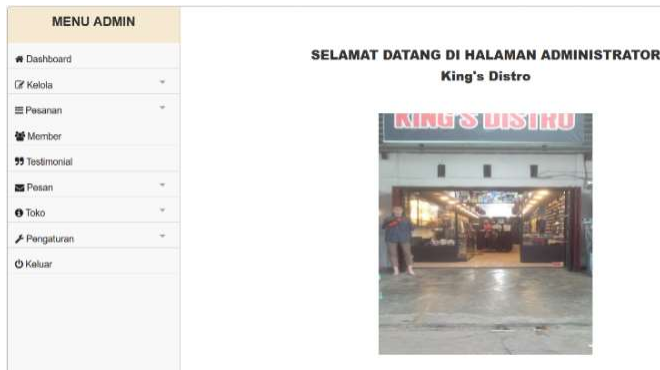 MENU ADMIN
Dashboard
Kelola
Pesanan
Member
Testimonial
Pesan
Toko
Pengaturan
Keluar
SELAMAT DATANG DI HALAMAN ADMINISTRATOR
King's Distro
KING'S DISTRO